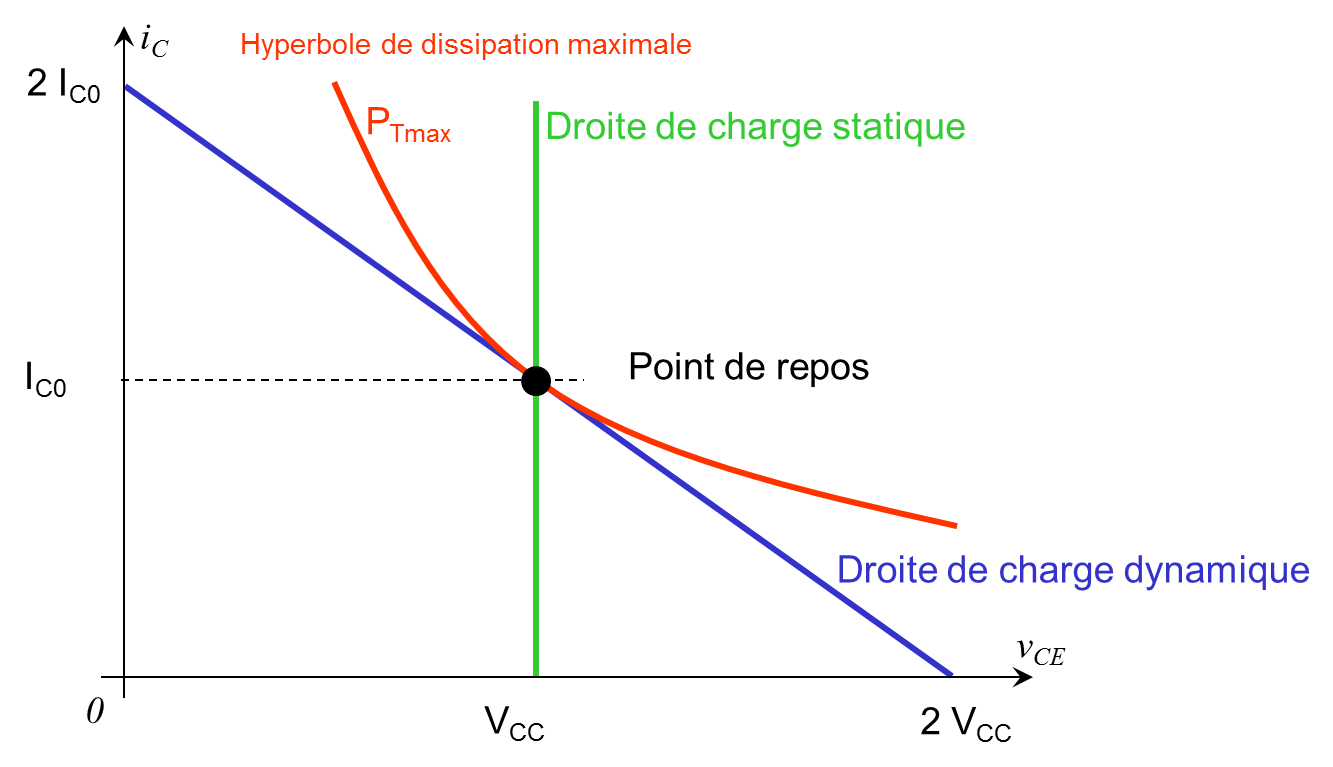 i_C
Hyperbole de dissipation maximale
2 I_C0
P_Tmax
Droite de charge statique
I_C0
Point de repos
Droite de charge dynamique
v_CE
0
V_CC
2 V_CC